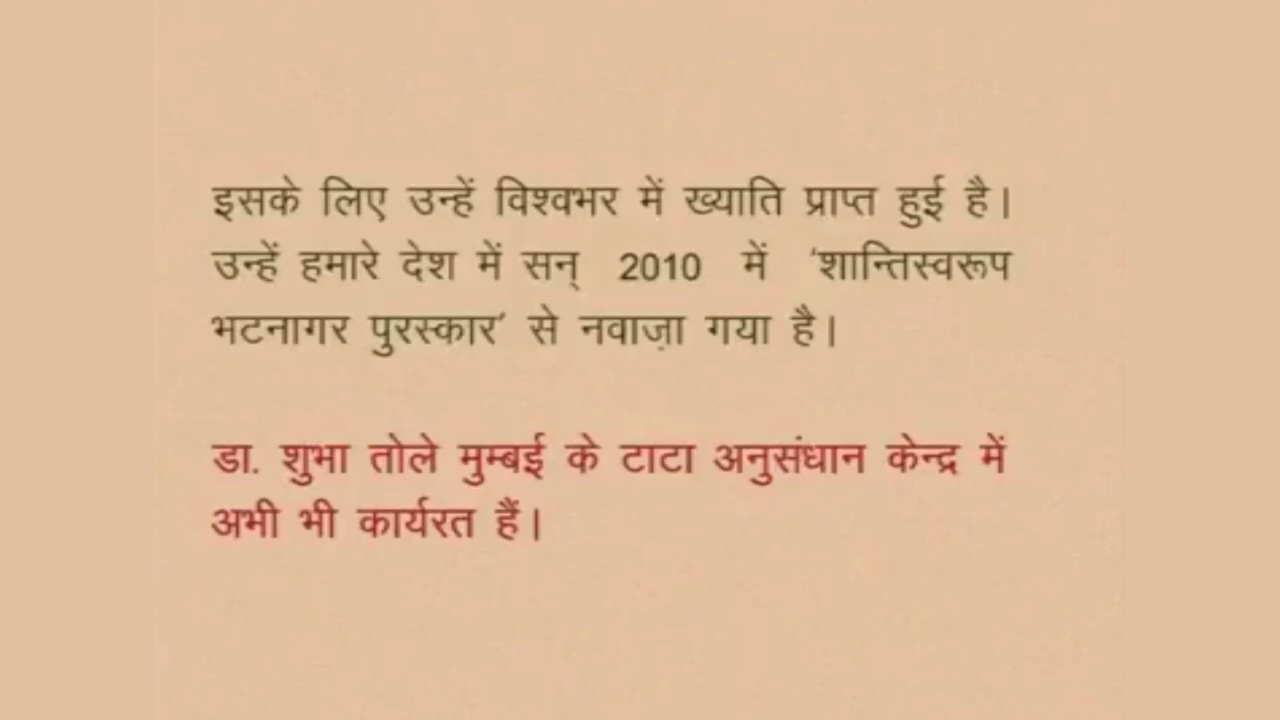 इसके लिए उन्हें विश्वभर में ख्याति प्राप्त हुई है।
उन्हें हमारे देश में सन् 2010 में ‘शान्तिस्वरूप
भटनागर पुरस्कार’ से नवाज़ा गया है।
डा. शुभा तोले मुम्बई के टाटा अनुसंधान केन्द्र में
अभी भी कार्यरत हैं।